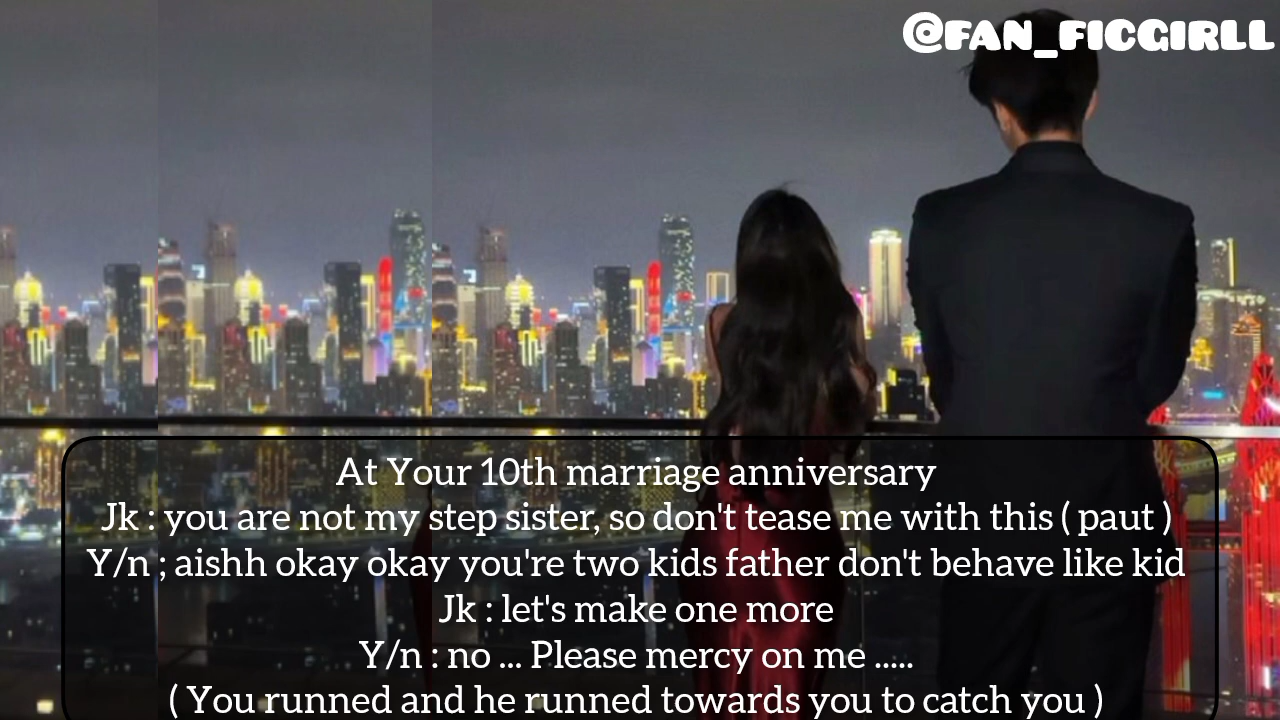 @FAN_FICGIRLL
At Your 10th marriage anniversary
Jk : you are not my step sister, so don't tease me with this ( paut )
Y/n ; aishh okay okay you're two kids father don't behave like kid
Jk : let's make one more
Y/n : no ... Please mercy on me .....
( You runned and he runned towards you to catch you )